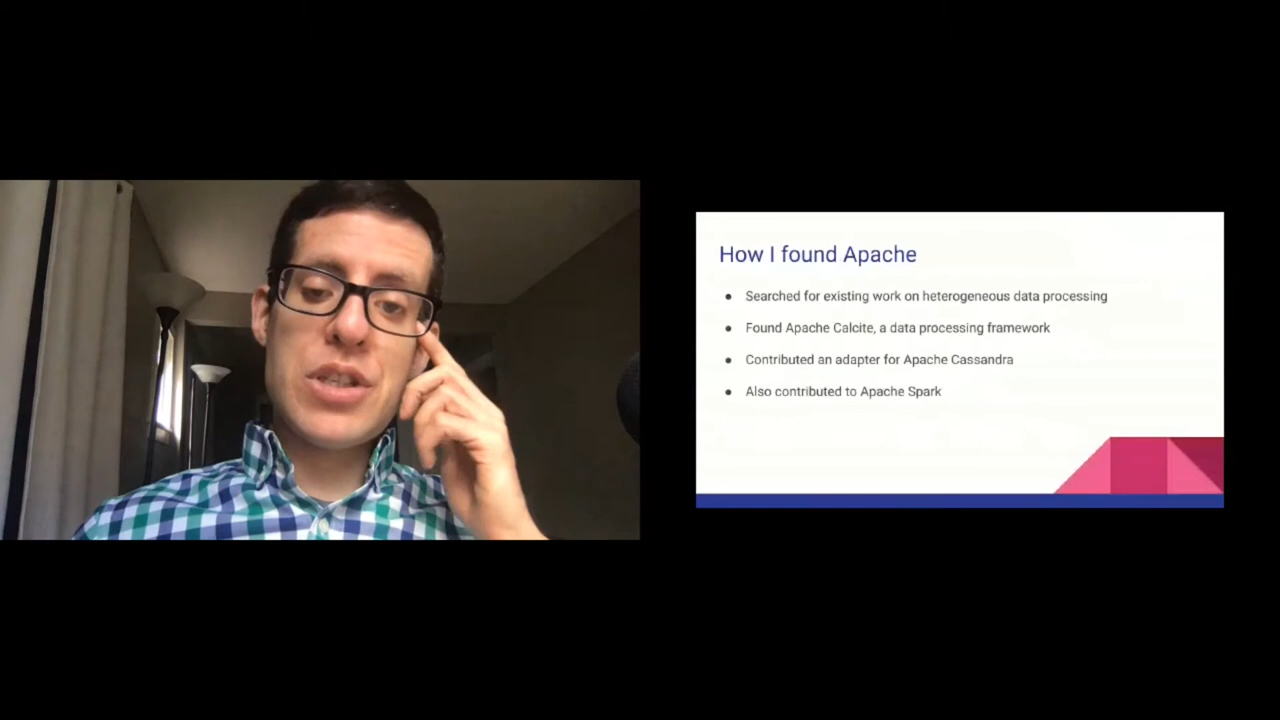 How I found Apache
● Searched for existing work on heterogeneous data processing
● Found Apache Calcite, a data processing framework
● Contributed an adapter for Apache Cassandra
● Also contributed to Apache Spark